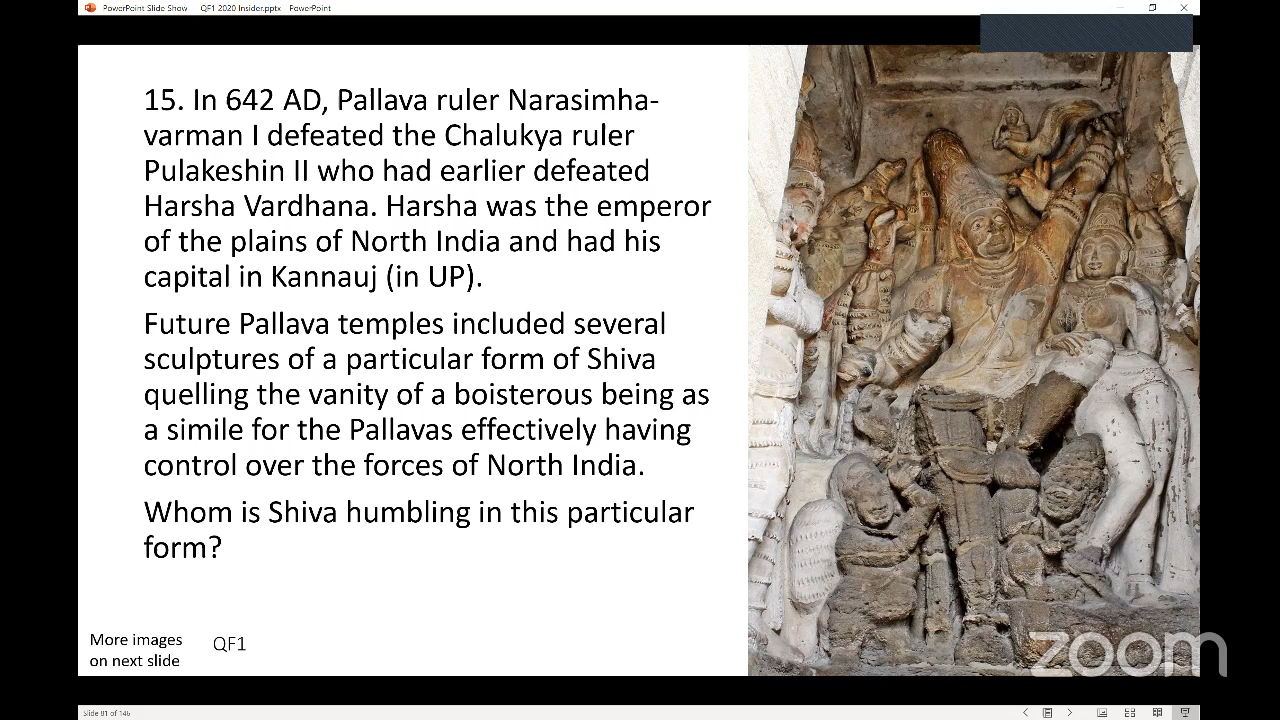 PowerPoint Slide Show   QF1 2020 Insider.pptx   PowerPoint
15. In 642 AD, Pallava ruler Narasimha-
varman I defeated the Chalukya ruler
Pulakeshin II who had earlier defeated
Harsha Vardhana. Harsha was the emperor
of the plains of North India and had his
capital in Kannauj (in UP).
Future Pallava temples included several
sculptures of a particular form of Shiva
quelling the vanity of a boisterous being as
a simile for the Pallavas effectively having
control over the forces of North India.
Whom is Shiva humbling in this particular
form?
More images
on next slide
QF1
zoom
Slide 81 of 146